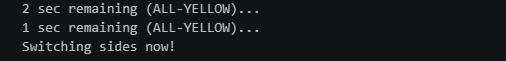 2 sec remaining (ALL-YELLOW)...
1 sec remaining (ALL-YELLOW)...
Switching sides now!